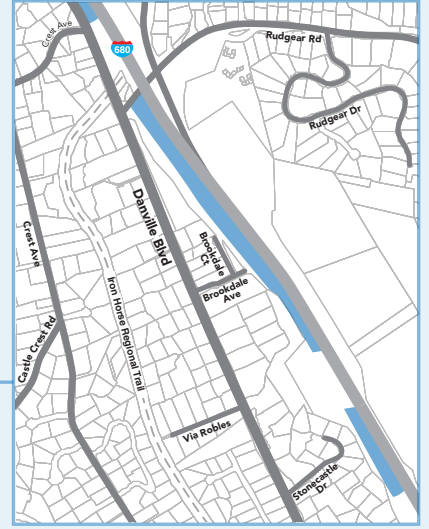 Crest Ave
680
Rudgear Rd
Rudgear Dr
Danville Blvd
Crest Ave
Brookdale
Ct
Brookdale
Ave
Iron Horse Regional Trail
Castle Crest Rd
Via Robles
Stonecastle
Dr